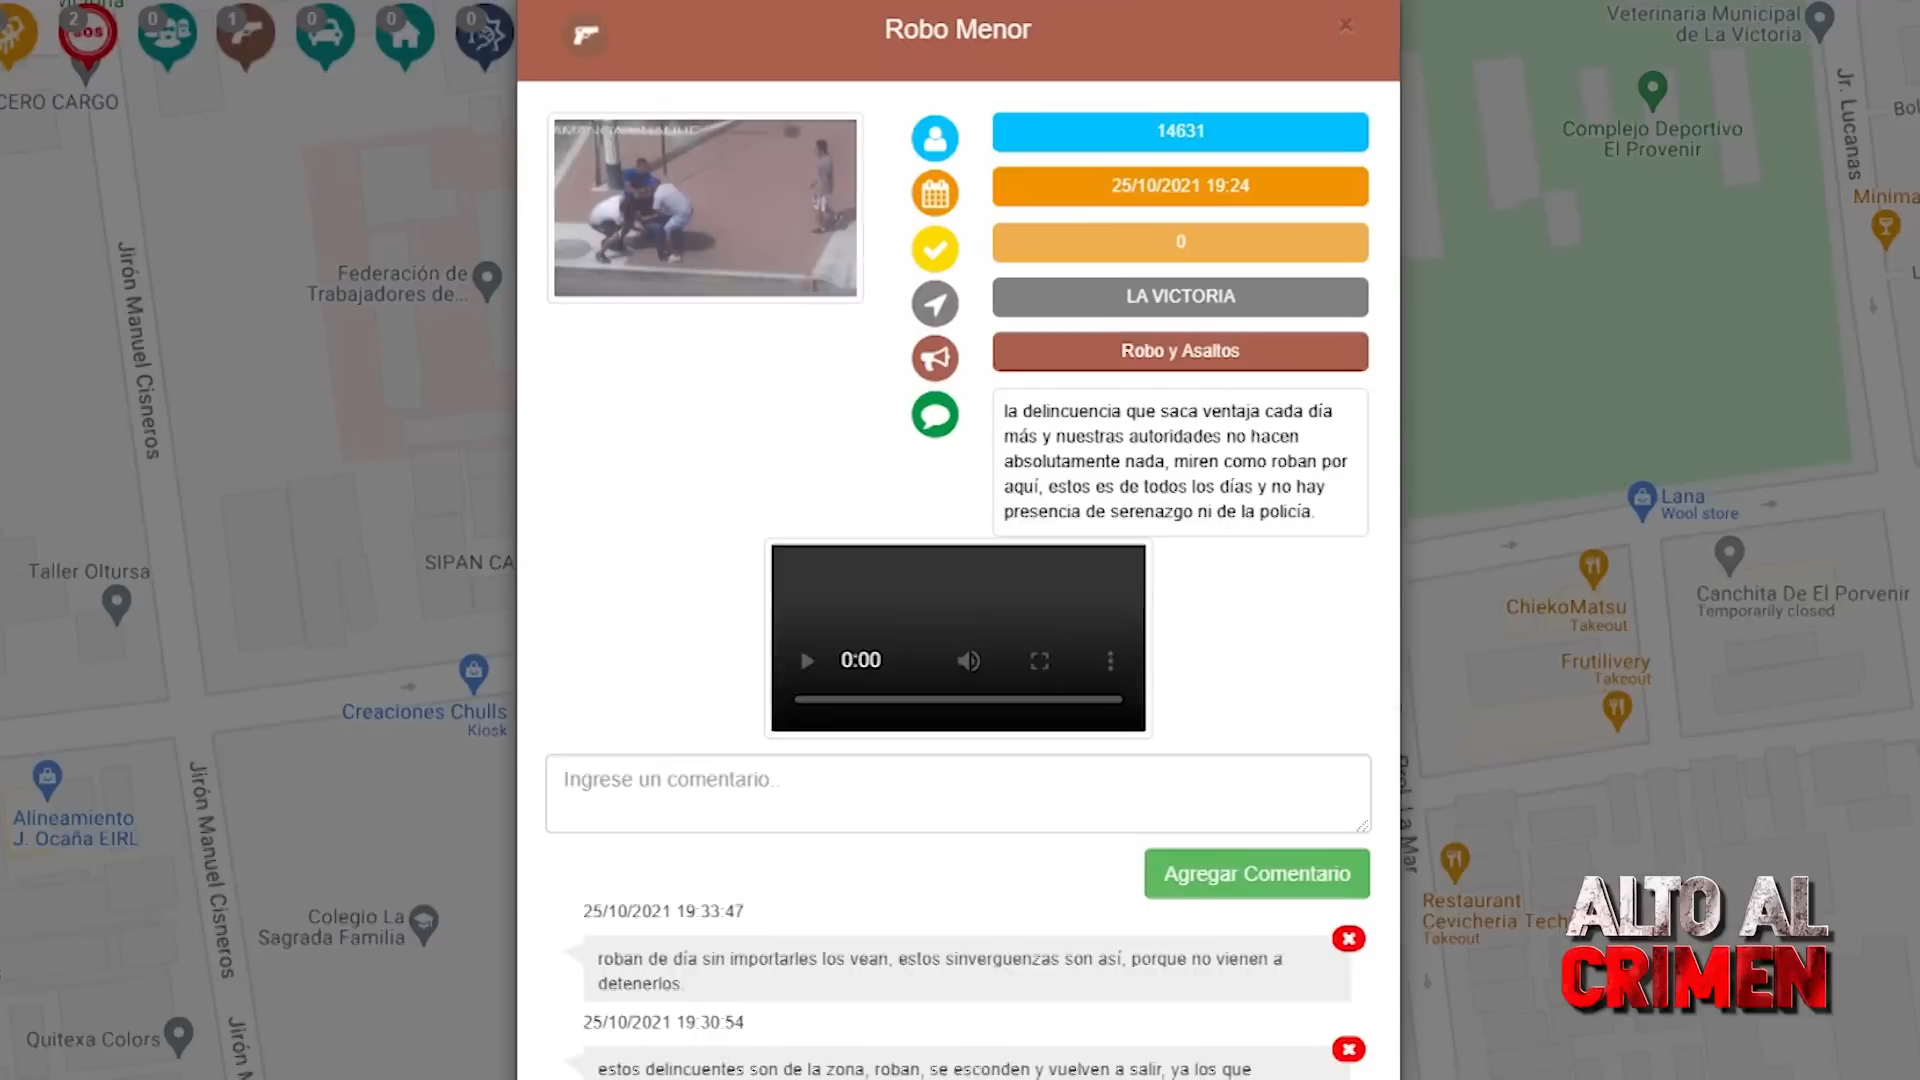 2
0
1
0
0
0
SOS
CERO CARGO
Federación de
Trabajadores de...
Jirón Manuel Cisneros
Taller Oltursa
SIPAN CA
Creaciones Chulls
Kiosk
Alineamiento
J. Ocaña EIRL
Jirón Manuel Cisneros
Colegio La
Sagrada Familia
Quitexa Colors
Robo Menor
×
14631
25/10/2021 19:24
0
LA VICTORIA
Robo y Asaltos
la delincuencia que saca ventaja cada día
más y nuestras autoridades no hacen
absolutamente nada, miren como roban por
aquí, estos es de todos los días y no hay
presencia de serenazgo ni de la policía.
0:00
Ingrese un comentario..
Agregar Comentario
25/10/2021 19:33:47
roban de día sin importarles los vean, estos sinverguenzas son así, porque no vienen a
detenerlos.
25/10/2021 19:30:54
estos delincuentes son de la zona, roban, se esconden y vuelven a salir, ya los que
Veterinaria Municipal
de La Victoria
Jr. Lucanas
Complejo Deportivo
El Provenir
Lana
Wool store
ChiekoMatsu
Takeout
Canchita De El Porvenir
Temporarily closed
Frutilivery
Takeout
Restaurant
Cevicheria Tech
Takeout
ALTO AL
CRIMEN